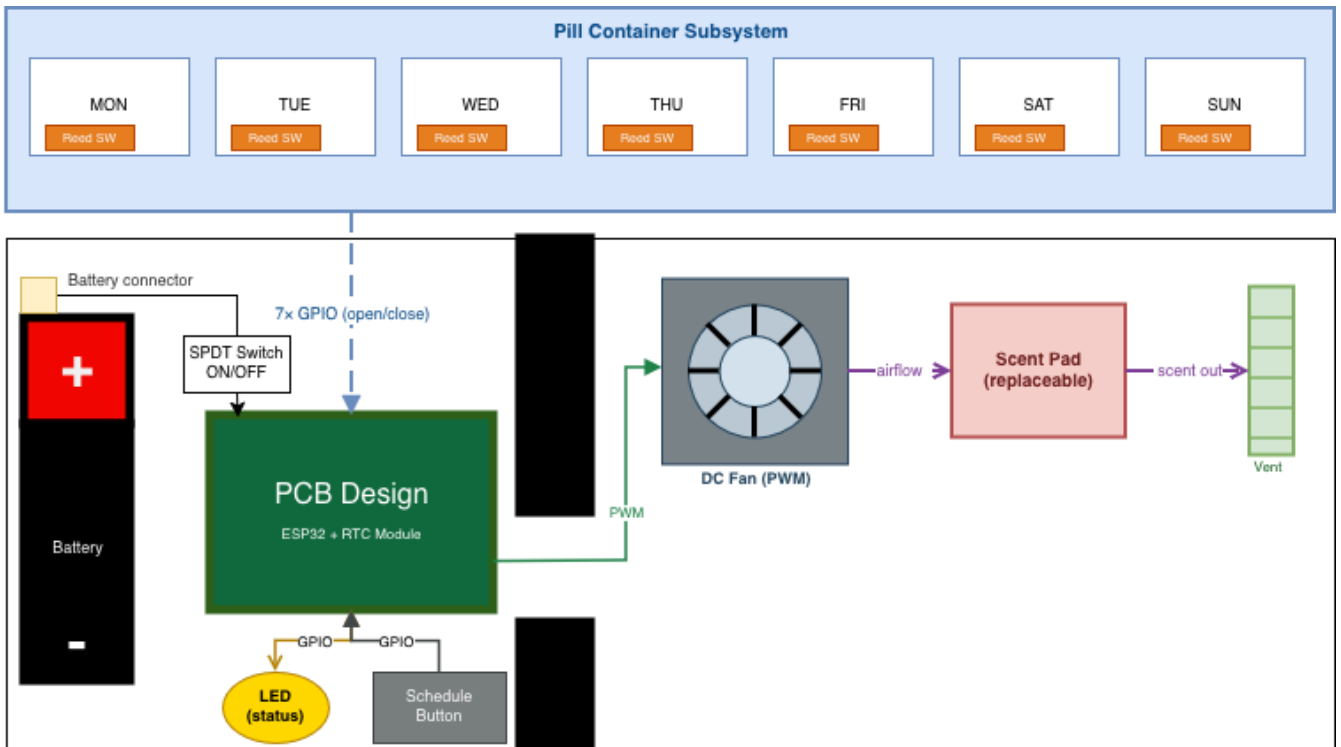 Pill Container Subsystem
MON
TUE
WED
THU
FRI
SAT
SUN
Reed SW
Reed SW
Reed SW
Reed SW
Reed SW
Reed SW
Reed SW
Battery connector
7× GPIO (open/close)
SPDT Switch
ON/OFF
+
Battery
-
PCB Design
ESP32 + RTC Module
PWM
DC Fan (PWM)
airflow
Scent Pad
(replaceable)
scent out
Vent
GPIO
GPIO
LED
(status)
Schedule
Button